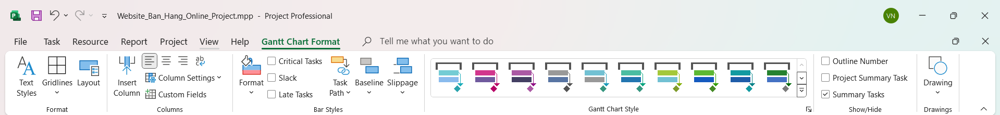 Website_Ban_Hang_Online_Project.mpp - Project Professional
VN
File Task Resource Report Project View Help Gantt Chart Format Tell me what you want to do
Text Styles
Gridlines
Layout
Format
Insert Column
ab
c
Column Settings
Custom Fields
Columns
Format
Critical Tasks
Slack
Late Tasks
Task Path
Baseline
Slippage
Bar Styles
Gantt Chart Style
Outline Number
Project Summary Task
Summary Tasks
Show/Hide
Drawing
Drawings